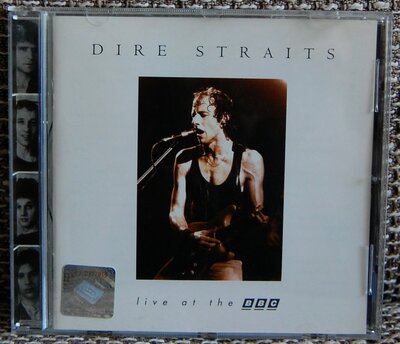 DIRE STRAITS
live at the BBC